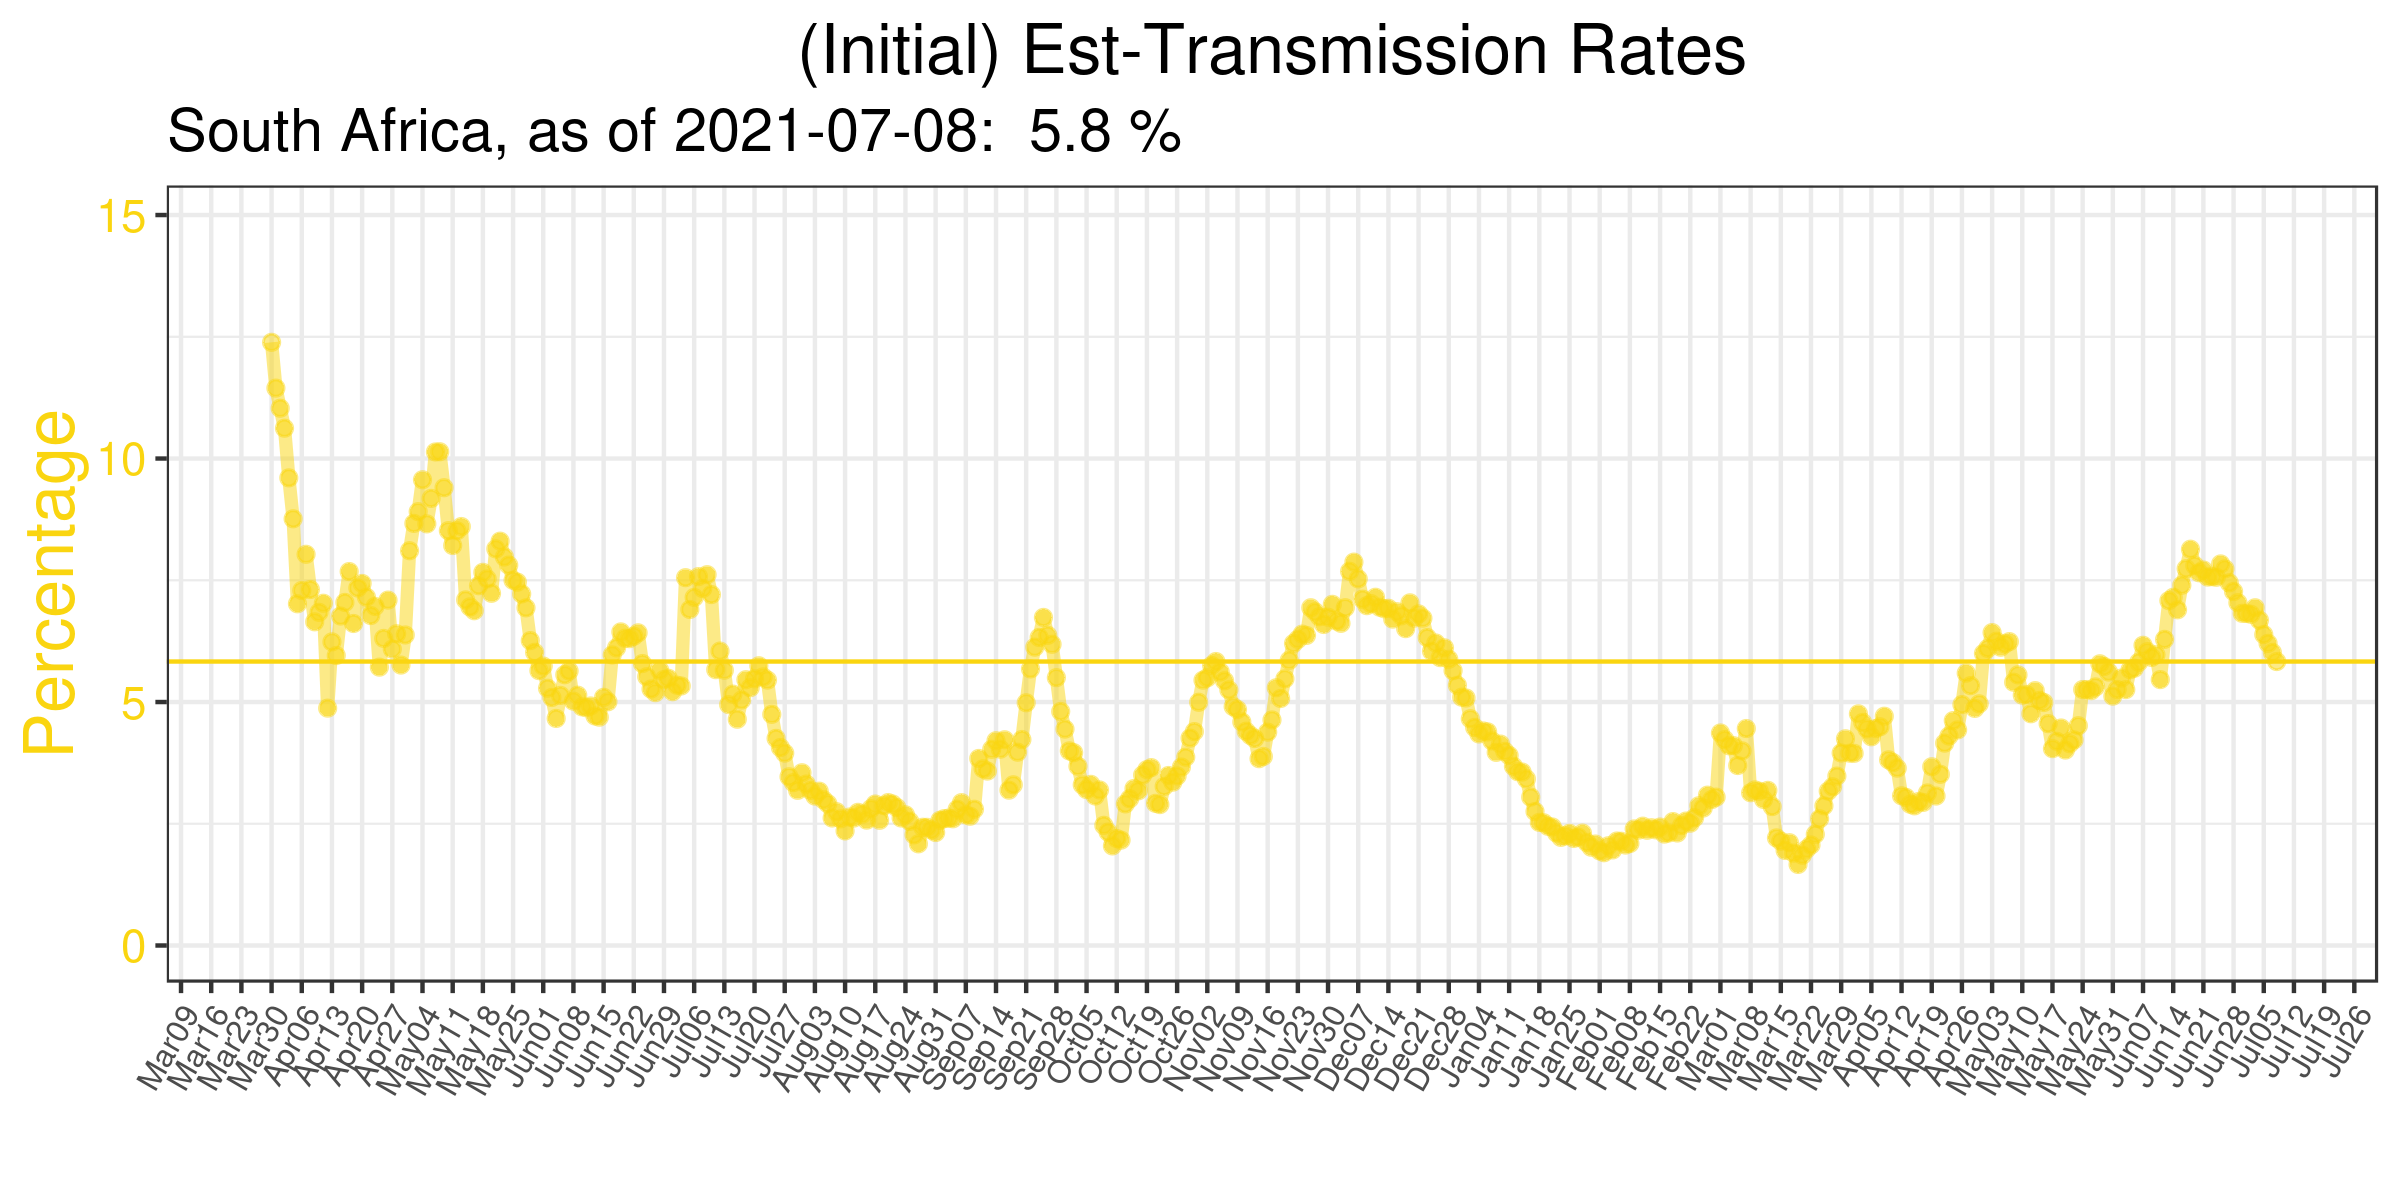 (Initial) Est-Transmission Rates
South Africa, as of 2021-07-08:  5.8 %
Percentage
15
10
5
0
Mar09
Mar16
Mar23
Mar30
Apr06
Apr13
Apr20
Apr27
May04
May11
May18
May25
Jun01
Jun08
Jun15
Jun22
Jun29
Jul06
Jul13
Jul20
Jul27
Aug03
Aug10
Aug17
Aug24
Aug31
Sep07
Sep14
Sep21
Sep28
Oct05
Oct12
Oct19
Oct26
Nov02
Nov09
Nov16
Nov23
Nov30
Dec07
Dec14
Dec21
Dec28
Jan04
Jan11
Jan18
Jan25
Feb01
Feb08
Feb15
Feb22
Mar01
Mar08
Mar15
Mar22
Mar29
Apr05
Apr12
Apr19
Apr26
May03
May10
May17
May24
May31
Jun07
Jun14
Jun21
Jun28
Jul05
Jul12
Jul19
Jul26